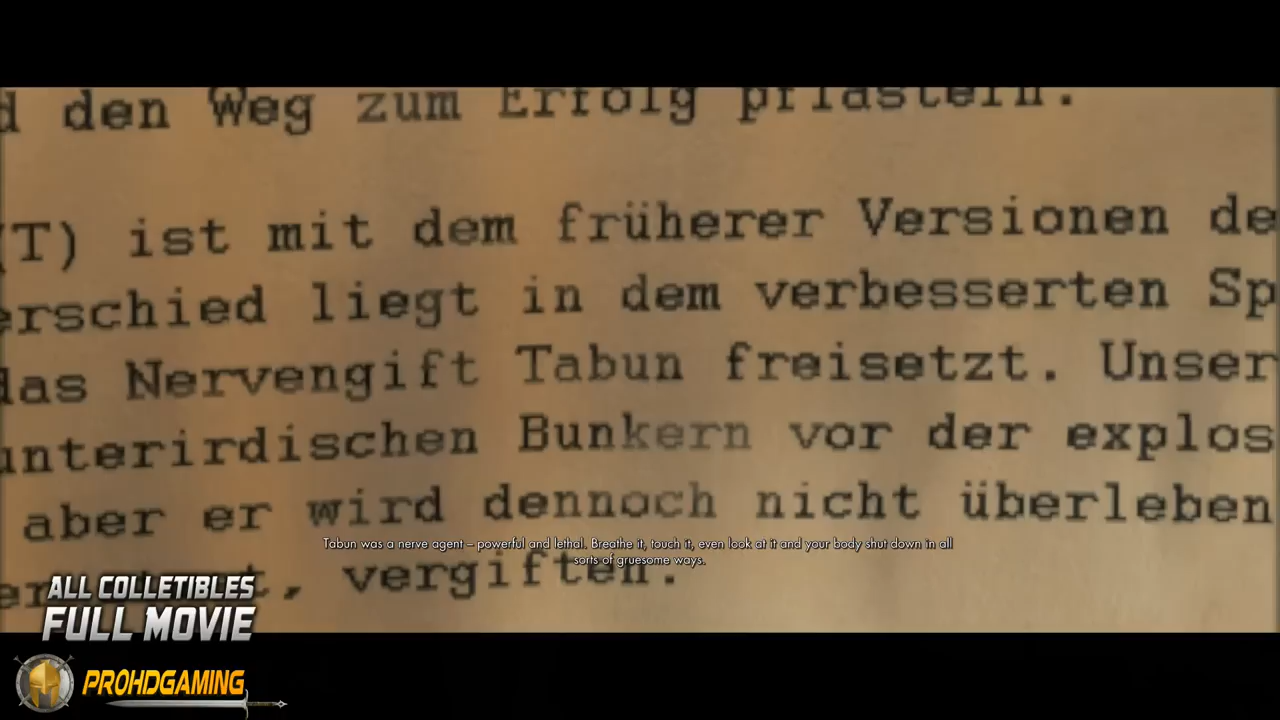 d den Weg zum Erfolg pflastern.
(T) ist mit dem früherer Versionen de
erschied liegt in dem verbesserten Sp
das Nervengift Tabun freisetzt. Unser
unterirdischen Bunkern vor der explos
aber er wird dennoch nicht überleben
Tabun was a nerve agent – powerful and lethal. Breathe it, touch it, even look at it and your body shut down in all
sorts of gruesome ways.
vergiften.
ALL COLLETIBLES
FULL MOVIE
PROHDGAMING